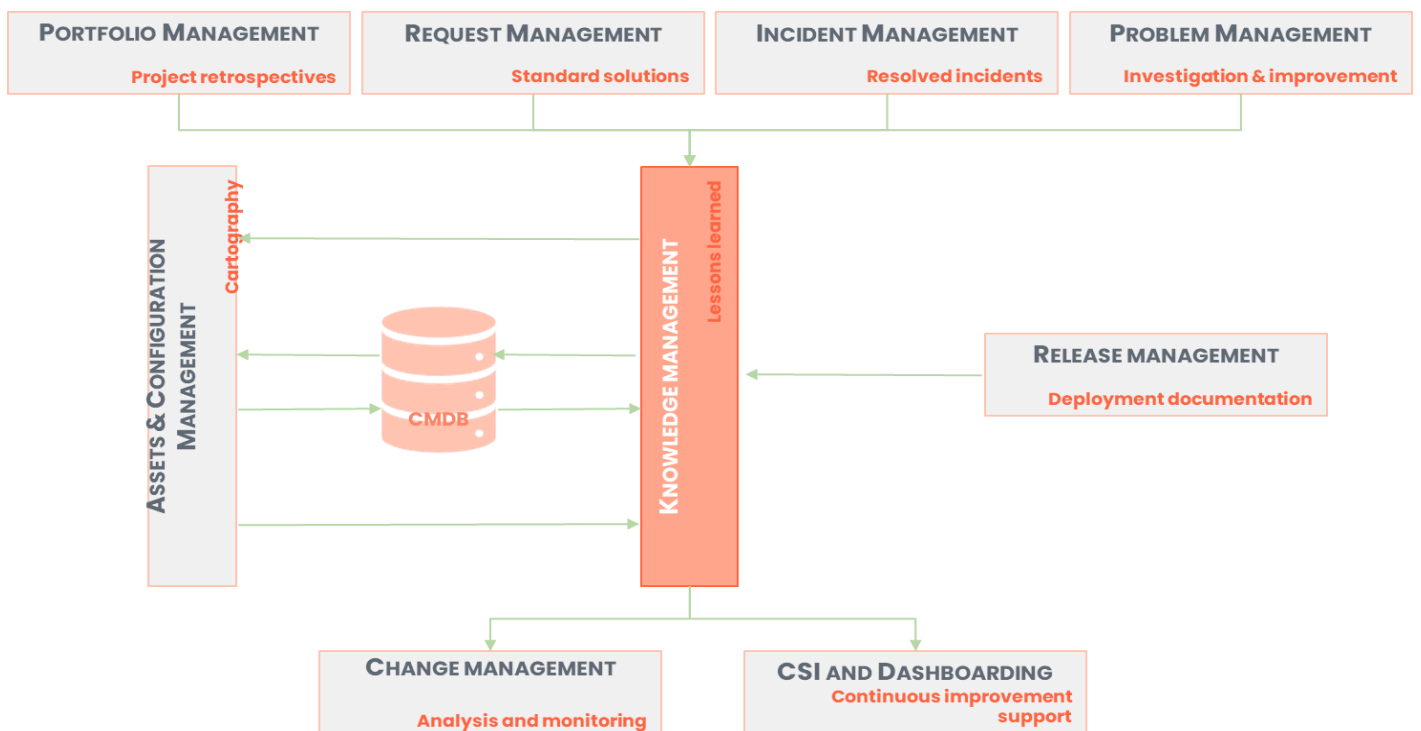 PORTFOLIO MANAGEMENT
Project retrospectives
REQUEST MANAGEMENT
Standard solutions
INCIDENT MANAGEMENT
Resolved incidents
PROBLEM MANAGEMENT
Investigation & improvement
ASSETS & CONFIGURATION
MANAGEMENT
Cartography
CMDB
KNOWLEDGE MANAGEMENT
Lessons learned
RELEASE MANAGEMENT
Deployment documentation
CHANGE MANAGEMENT
Analysis and monitoring
CSI AND DASHBOARDING
Continuous improvement
support